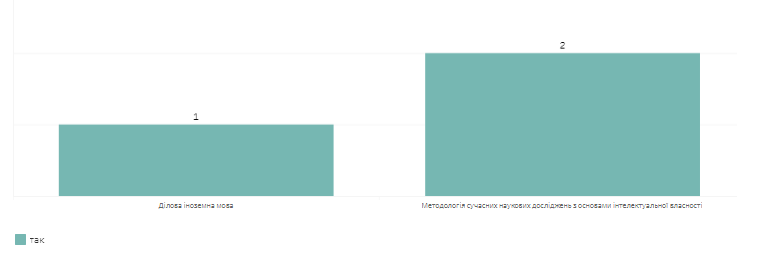 2
1
Ділова іноземна мова
Методологія сучасних наукових досліджень з основами інтелектуальної власності
так